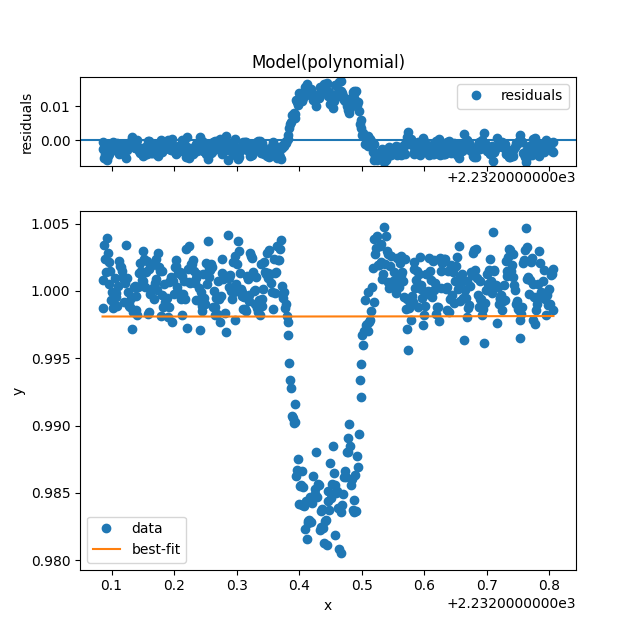 Model(polynomial)
residuals
0.01
0.00
residuals
+2.2320000000e3
1.005
1.000
0.995
0.990
0.985
0.980
y
data
best-fit
0.1 0.2 0.3 0.4 0.5 0.6 0.7 0.8
x
+2.2320000000e3